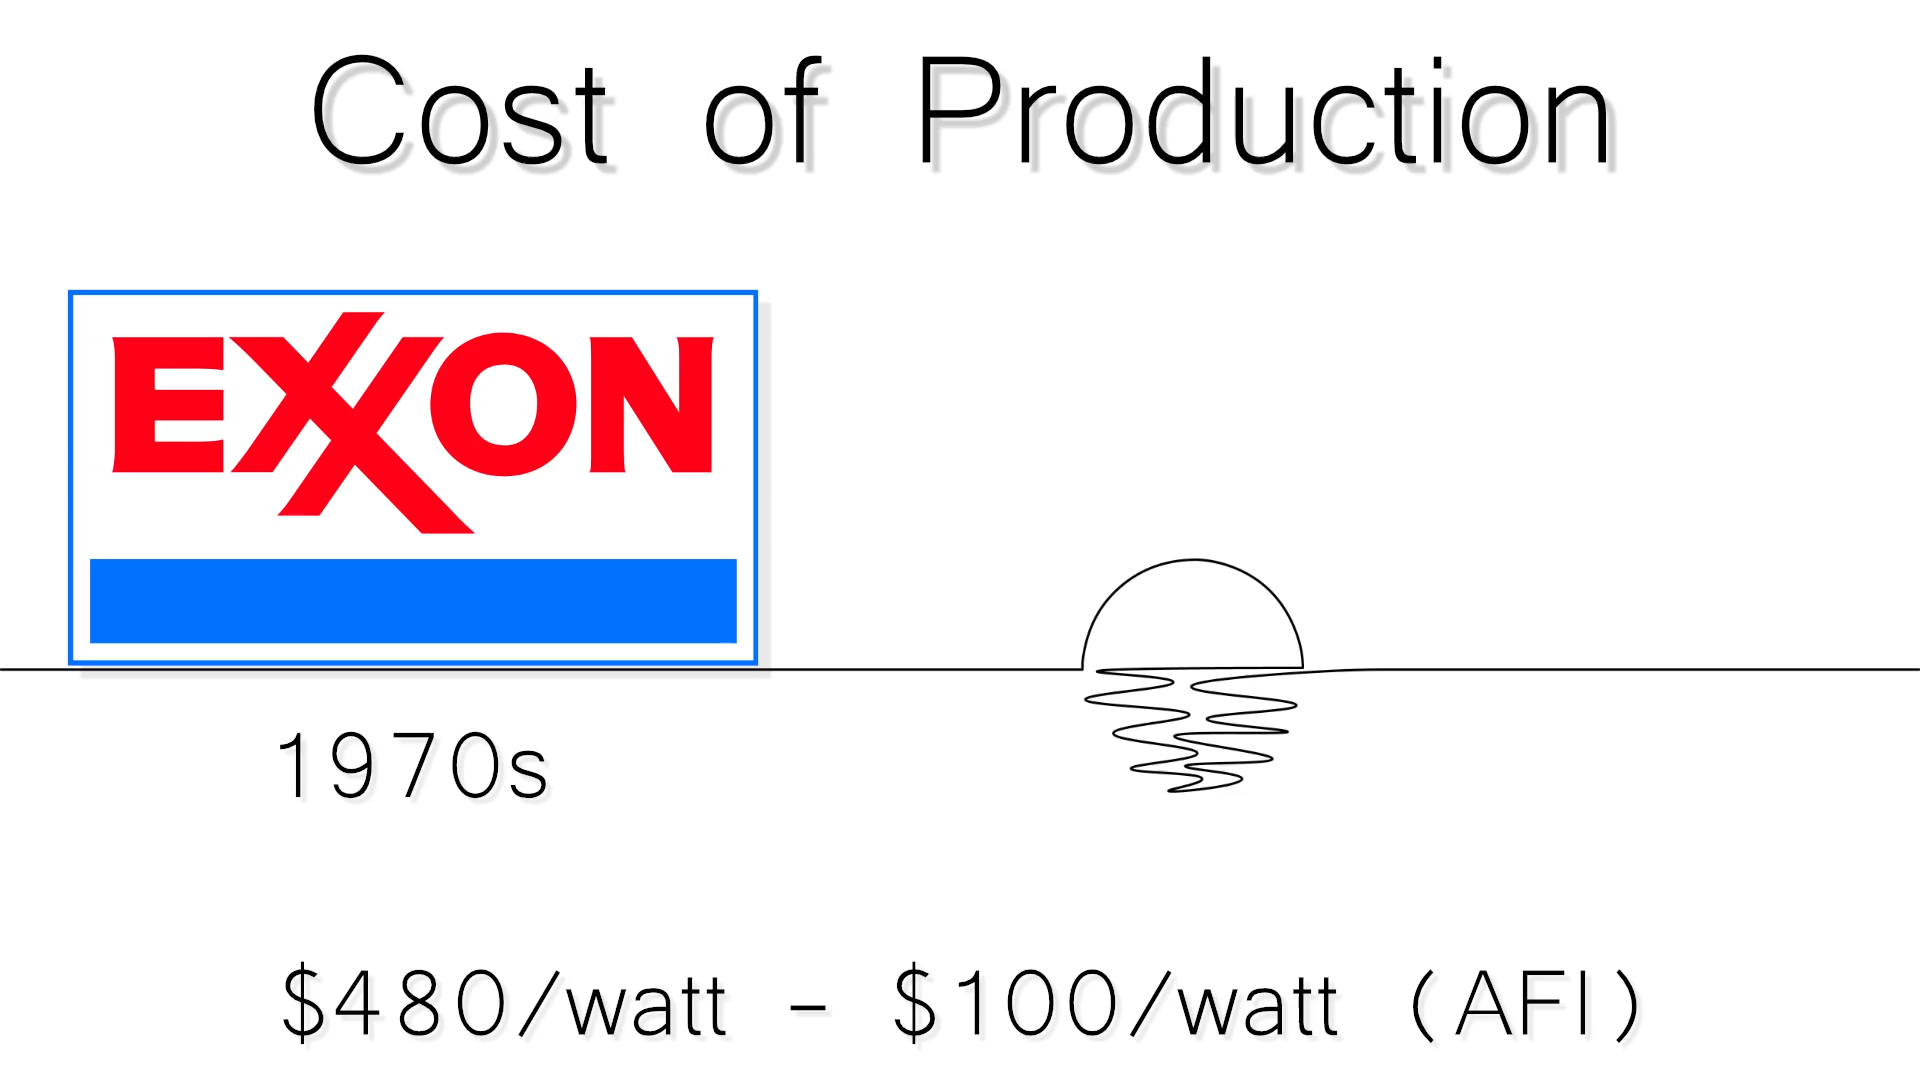 Cost of Production
EXXON
1970s
$480/watt - $100/watt (AFI)